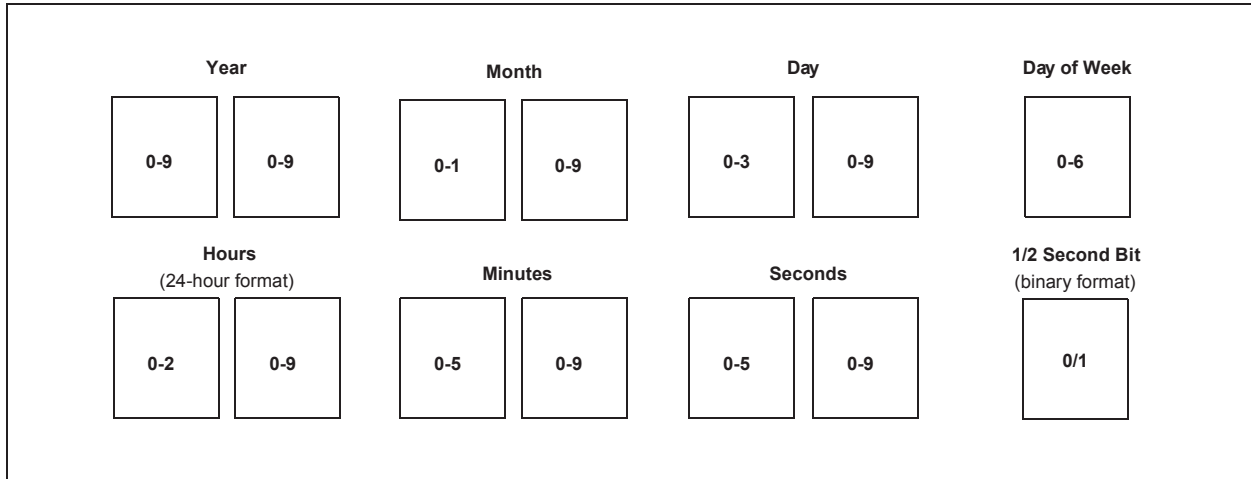 Year Month Day Day of Week
0-9 0-9 0-1 0-9 0-3 0-9 0-6
Hours Minutes Seconds 1/2 Second Bit
(24-hour format) (binary format)
0-2 0-9 0-5 0-9 0-5 0-9 0/1